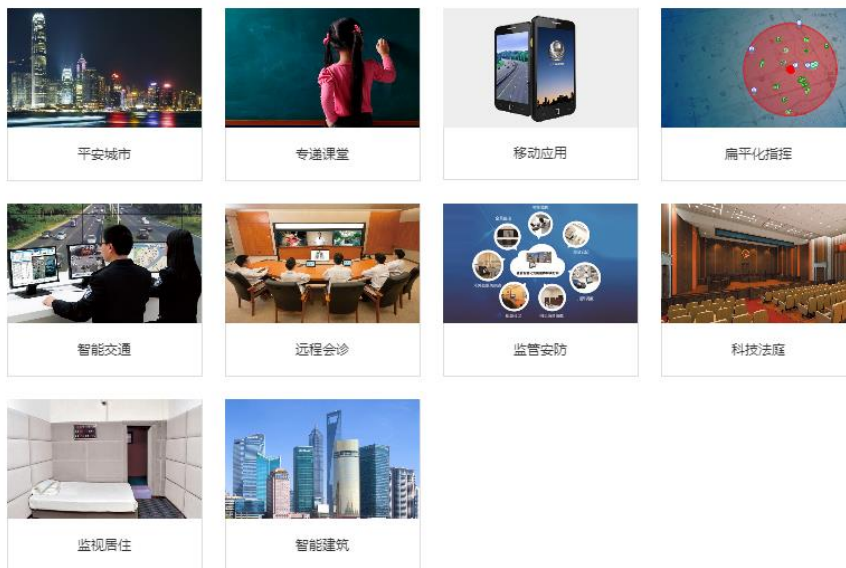 平安城市
专递课堂
移动应用
扁平化指挥
智能交通
远程会诊
监管安防
科技法庭
监视居住
智能建筑